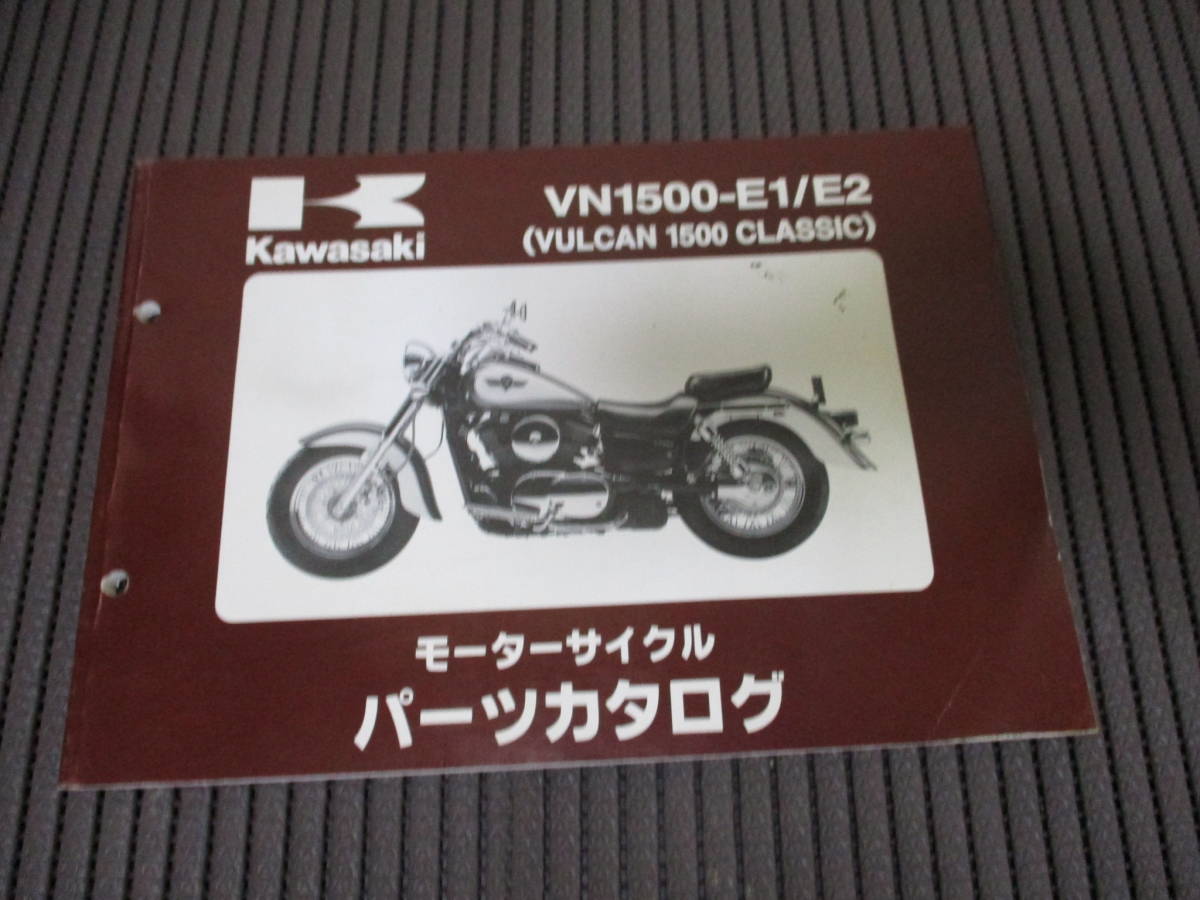 Kawasaki
VN1500-E1/E2
(VULCAN 1500 CLASSIC)
モーターサイクル
パーツカタログ